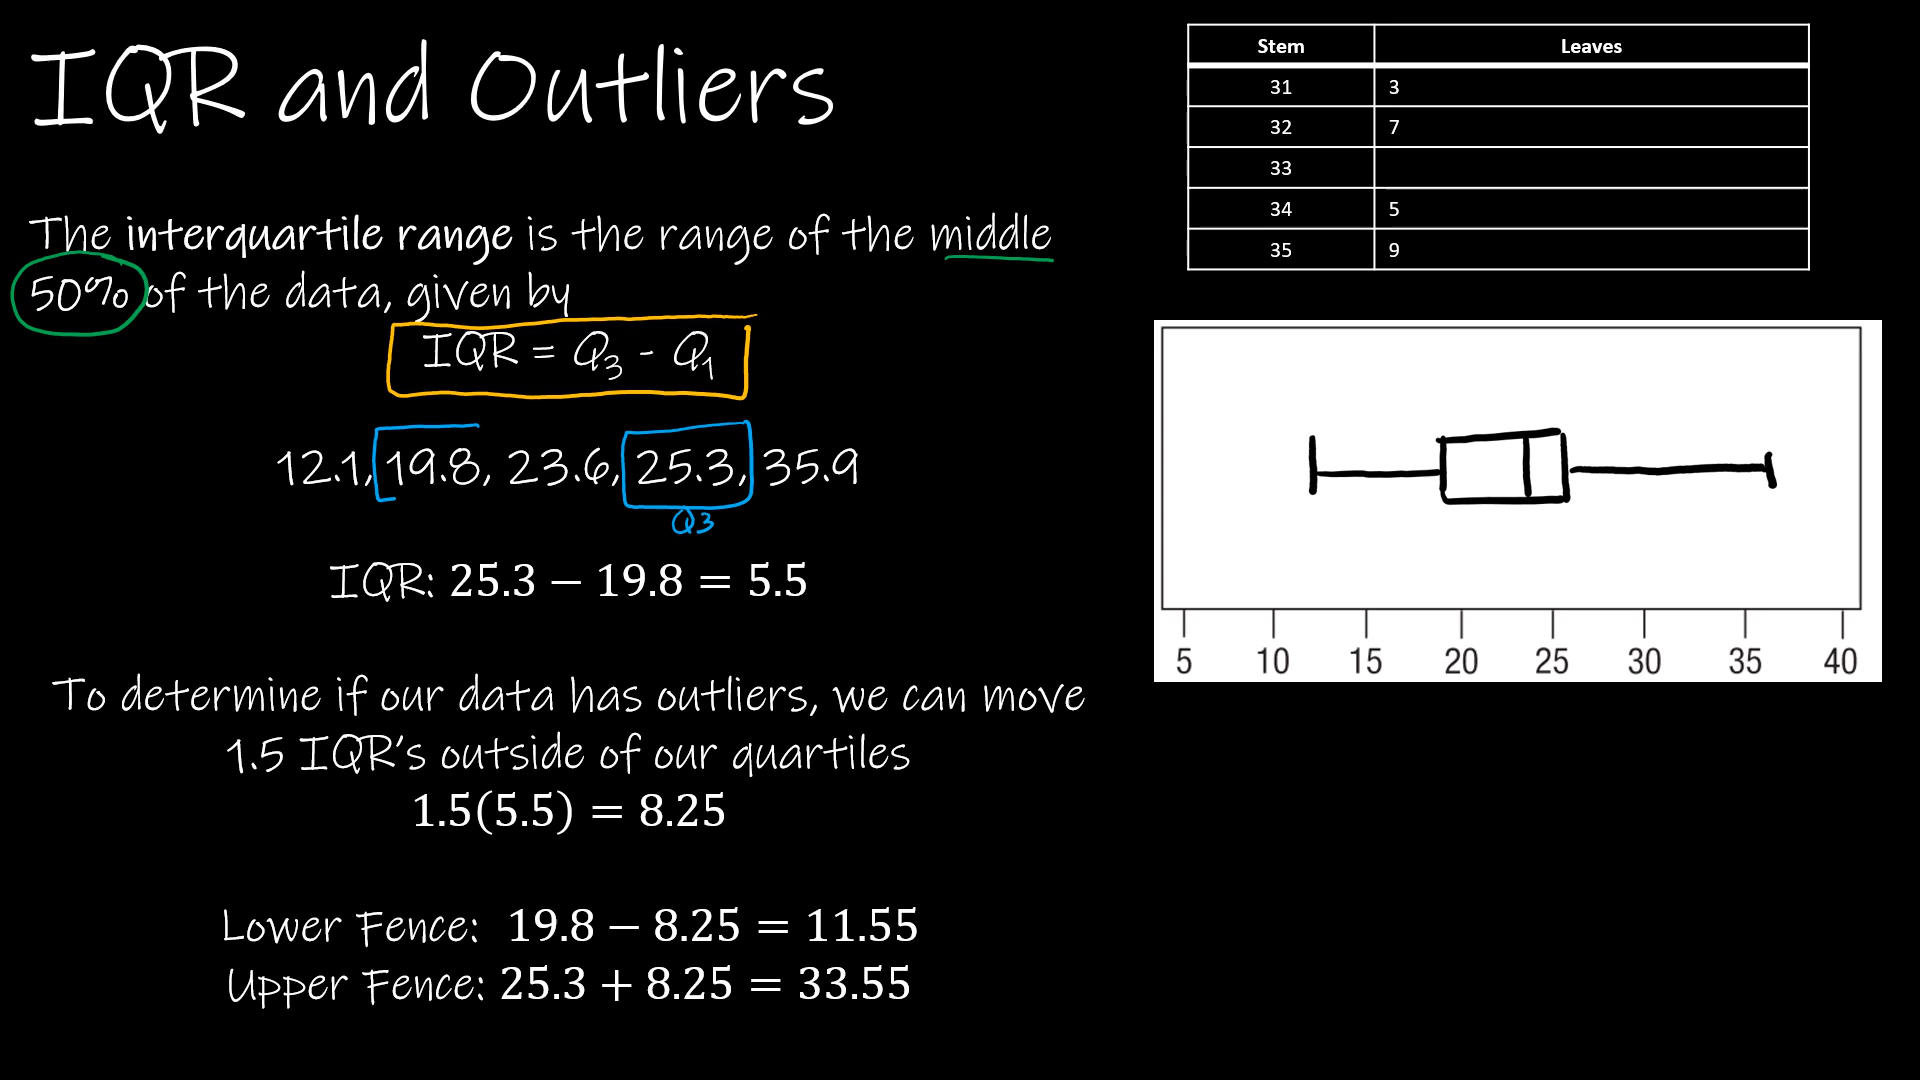 IQR and Outliers
The interquartile range is the range of the middle
50% of the data, given by
IQR = Q3 - Q1
12.1, 19.8, 23.6, 25.3, 35.9
Q3
IQR: 25.3 − 19.8 = 5.5
To determine if our data has outliers, we can move
1.5 IQR's outside of our quartiles
1.5(5.5) = 8.25
Lower Fence: 19.8 − 8.25 = 11.55
Upper Fence: 25.3 + 8.25 = 33.55
Stem Leaves
31 3
32 7
33
34 5
35 9
5 10 15 20 25 30 35 40